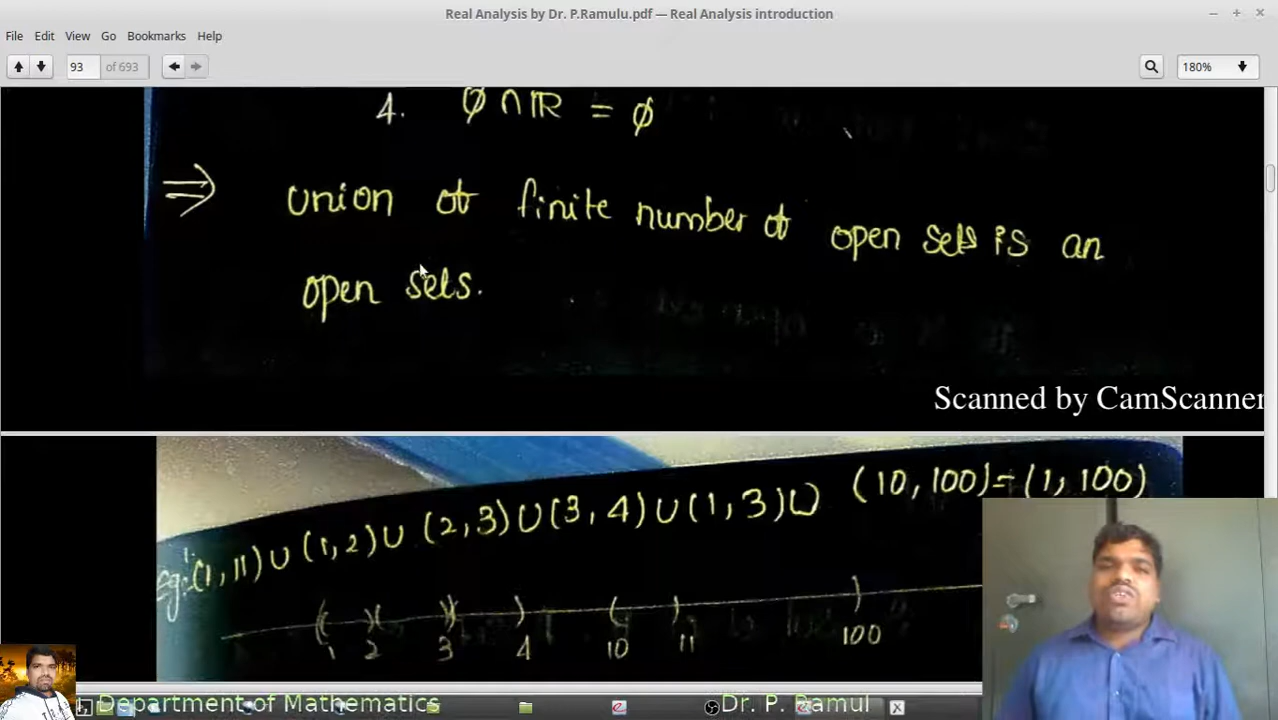 Real Analysis by Dr. P.Ramulu.pdf — Real Analysis introduction
File Edit View Go Bookmarks Help
93 of 693 180%
4. ∅ ∩ ℝ = ∅
⇒ union of finite number of open sets is an
open sets.
Scanned by CamScanner
Eg: (1, 11) ∪ (1, 2) ∪ (2, 3) ∪ (3, 4) ∪ (1, 3) ∪ (10, 100) = (1, 100)
1 2 3 4 10 11 100
Department of Mathematics Dr. P. Ramul